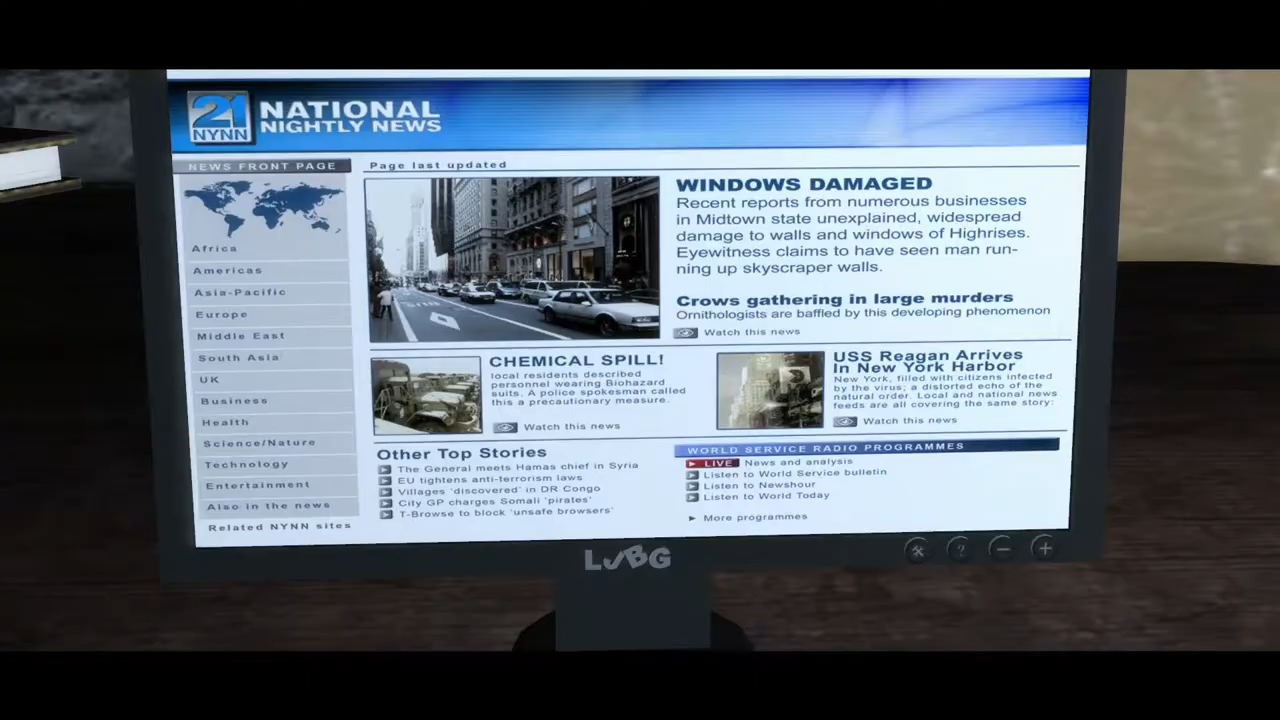 21
NYNN
NATIONAL
NIGHTLY NEWS
NEWS FRONT PAGE
Africa
Americas
Asia-Pacific
Europe
Middle East
South Asia
UK
Business
Health
Science/Nature
Technology
Entertainment
Also in the news
Related NYNN sites
Page last updated
WINDOWS DAMAGED
Recent reports from numerous businesses
in Midtown state unexplained, widespread
damage to walls and windows of Highrises.
Eyewitness claims to have seen man run-
ning up skyscraper walls.
Crows gathering in large murders
Ornithologists are baffled by this developing phenomenon
Watch this news
CHEMICAL SPILL!
local residents described
personnel wearing Biohazard
suits. A police spokesman called
this a precautionary measure.
Watch this news
USS Reagan Arrives
In New York Harbor
New York, filled with citizens infected
by the virus; a distorted echo of the
natural order. Local and national news
feeds are all covering the same story:
Watch this news
Other Top Stories
The General meets Hamas chief in Syria
EU tightens anti-terrorism laws
Villages 'discovered' in DR Congo
City GP charges Somali 'pirates'
T-Browse to block 'unsafe browsers'
WORLD SERVICE RADIO PROGRAMMES
LIVE News and analysis
Listen to World Service bulletin
Listen to Newshour
Listen to World Today
More programmes
LvBG
? − +